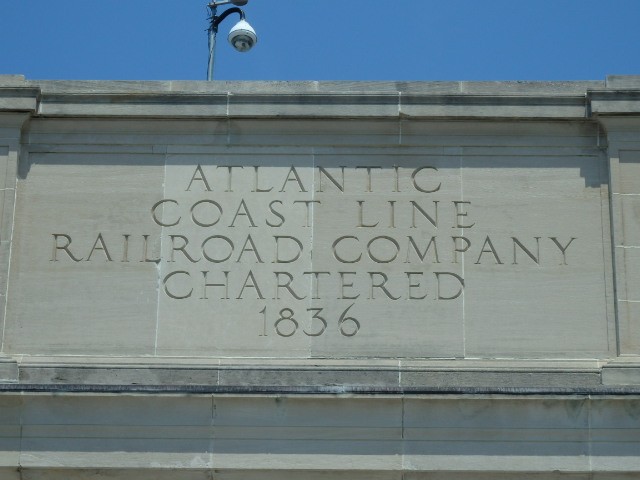 ATLANTIC
COAST LINE
RAILROAD COMPANY
CHARTERED
1836